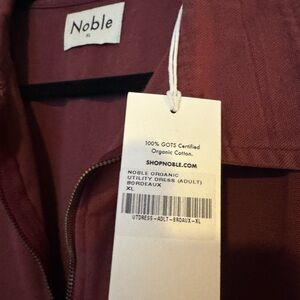 Noble
XL
100% GOTS Certified
Organic Cotton.
SHOPNOBLE.COM
NOBLE ORGANIC
UTILITY DRESS (ADULT)
BORDEAUX
XL
UTDRESS-ADLT-BRDAUX-XL